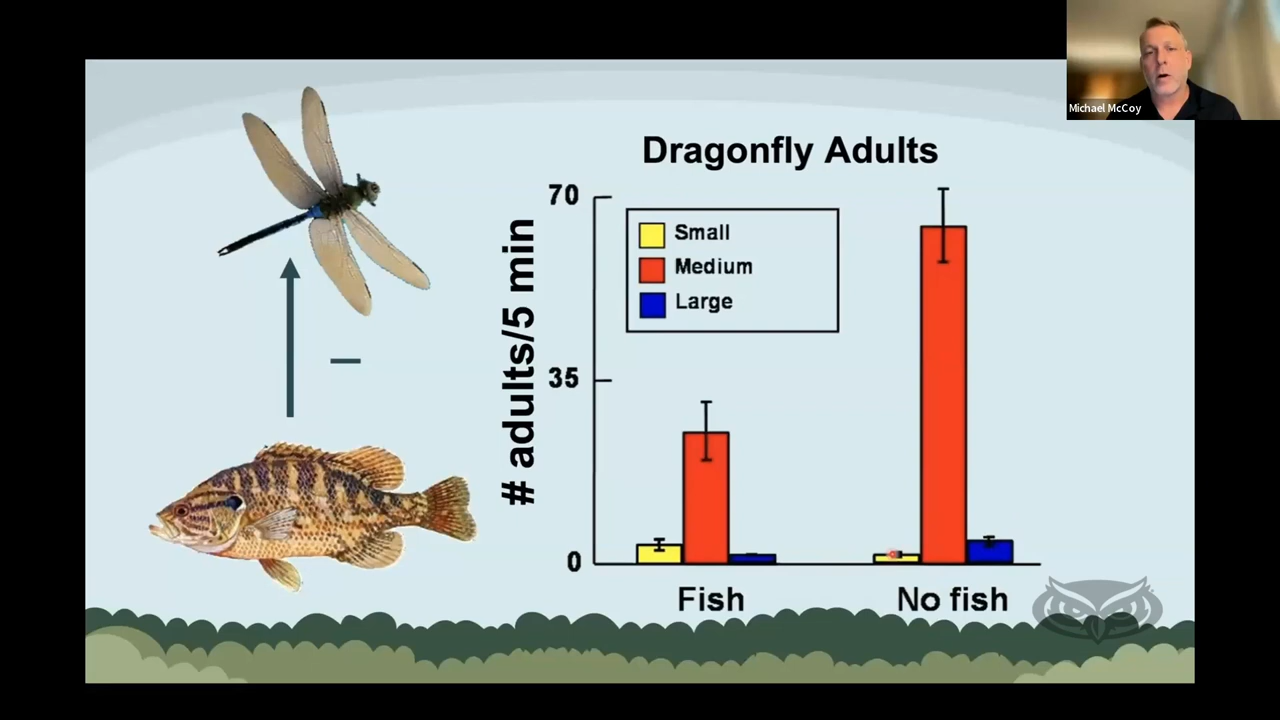 Michael McCoy
Dragonfly Adults
# adults/5 min
70
35
0
Small
Medium
Large
Fish
No fish